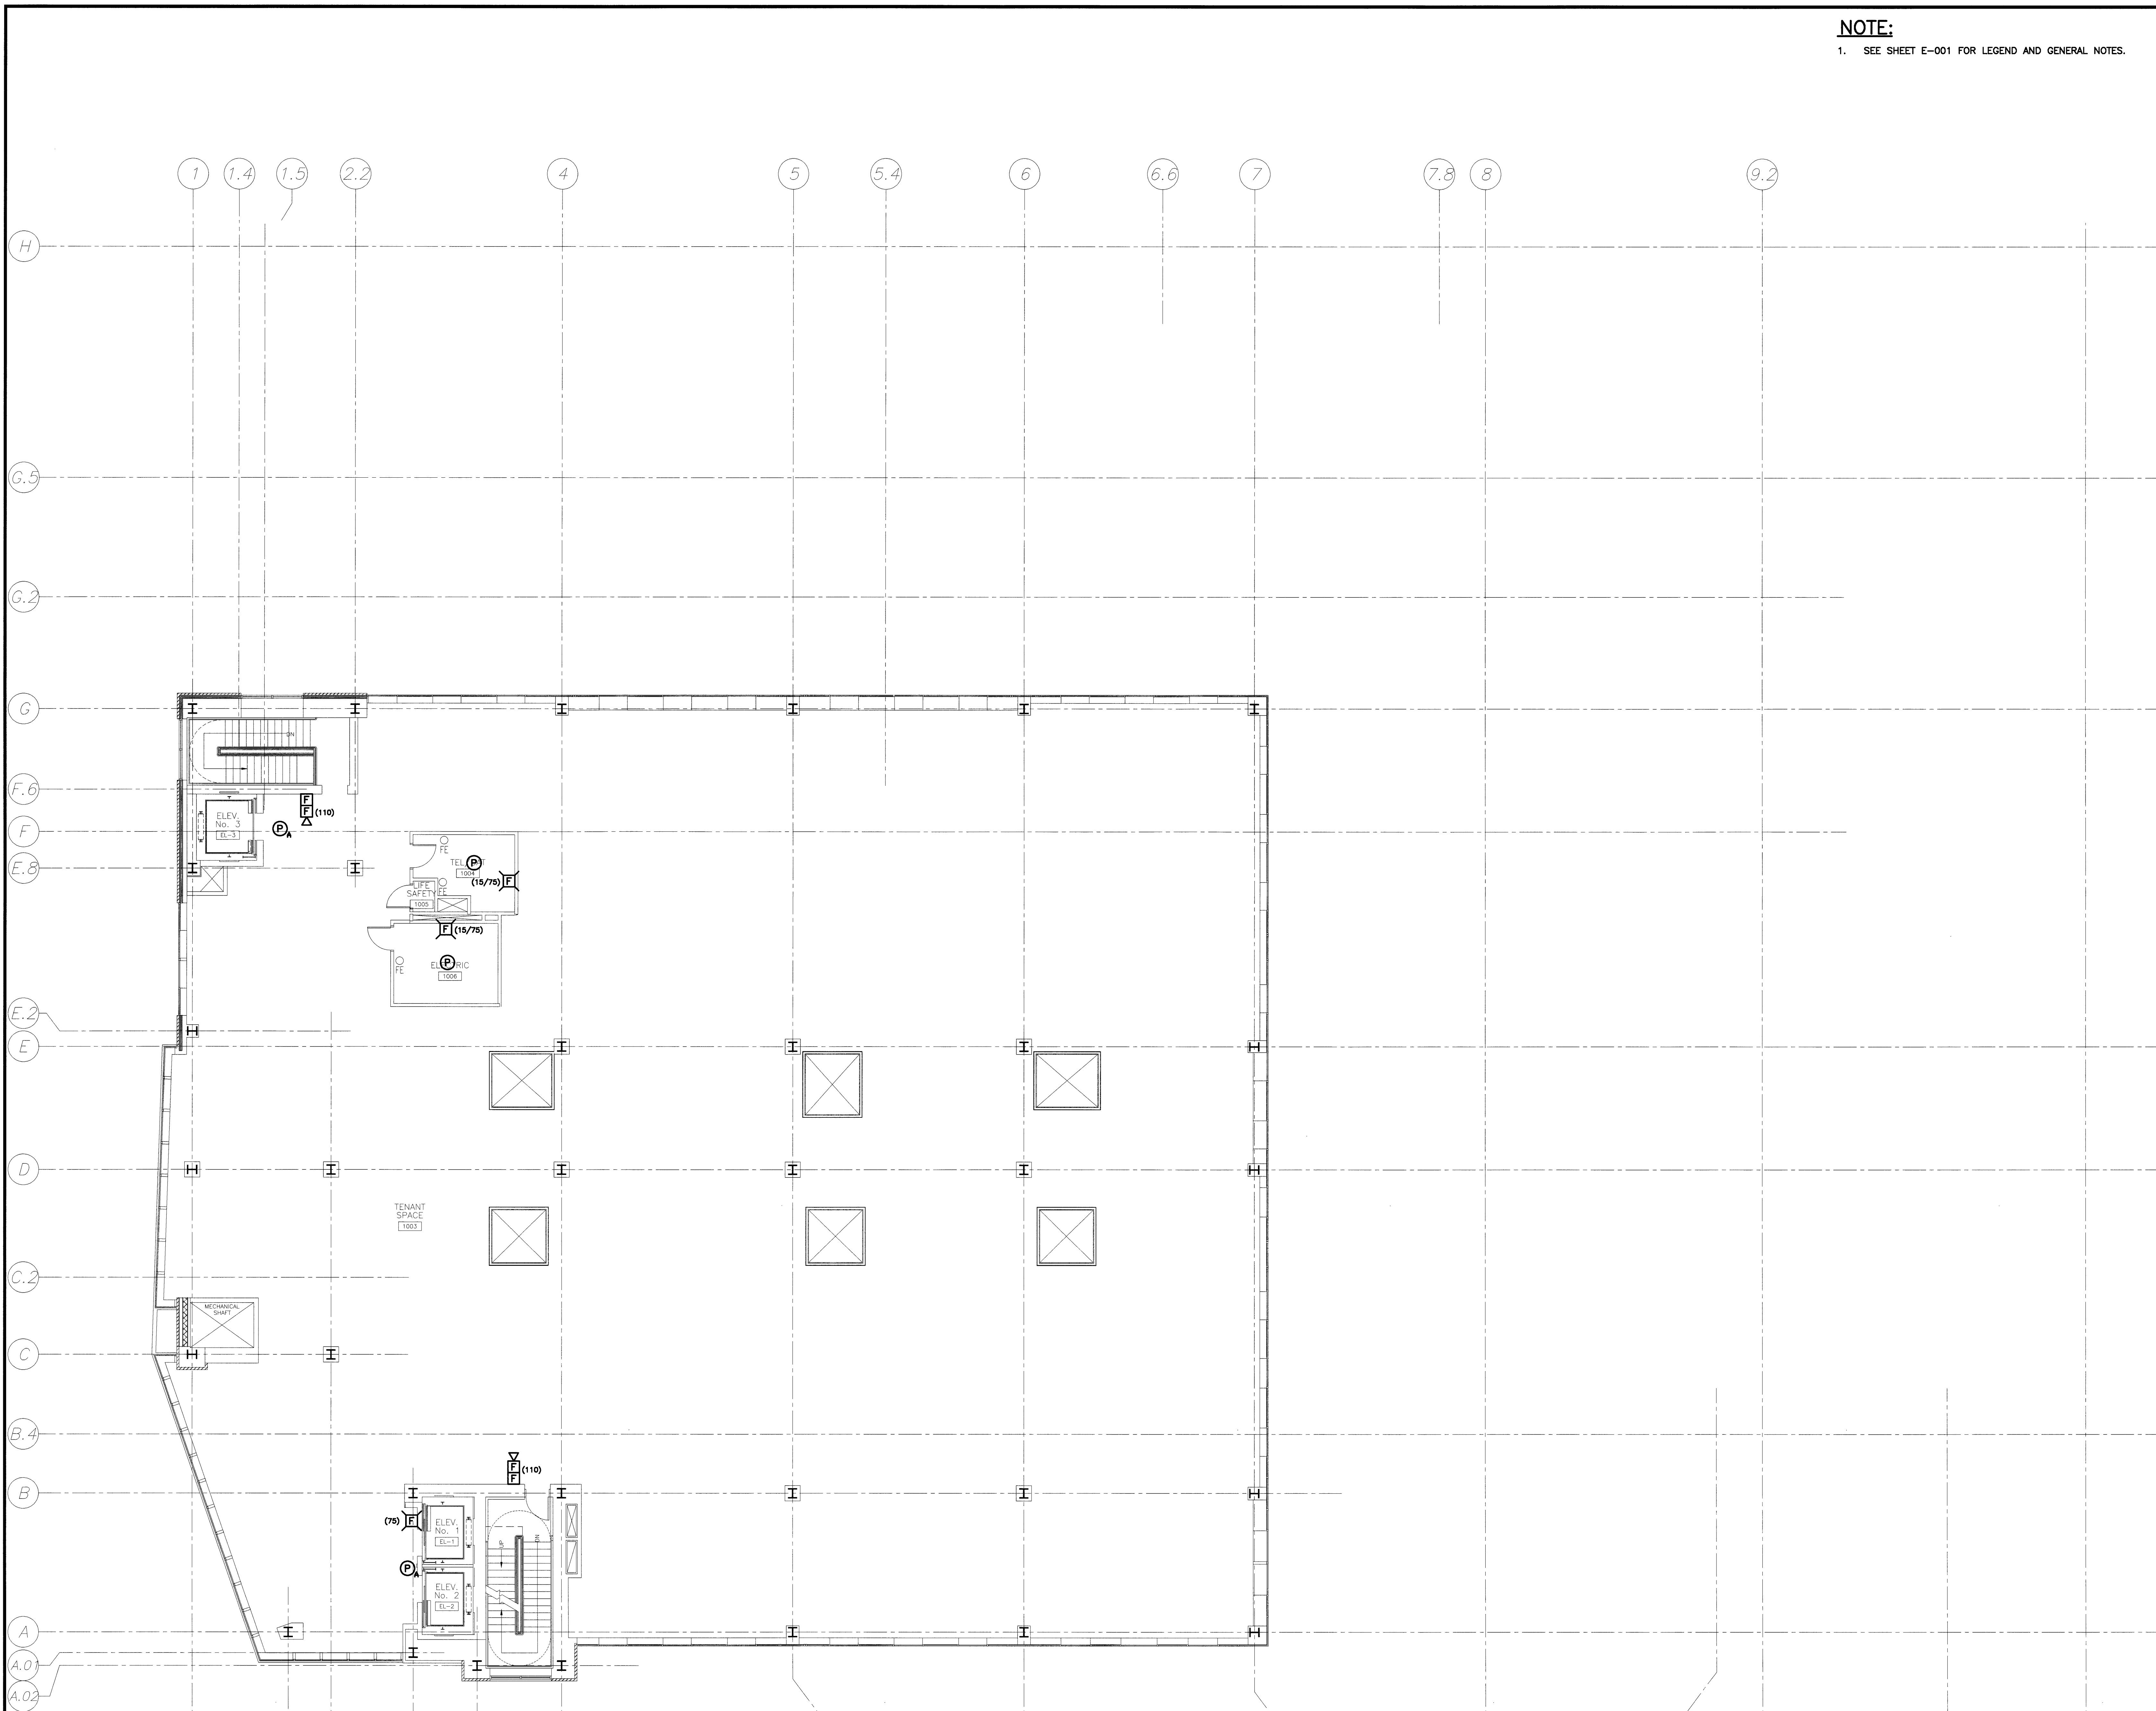 NOTE:
1. SEE SHEET E-001 FOR LEGEND AND GENERAL NOTES.
1 1.4 1.5 2.2 4 5 5.4 6 6.6 7 7.8 8 9.2
H
G.5
G.2
G
DN
F.6
F
F (110)
ELEV.
No. 3
EL-3
P A
F
FE
E.8
P
TEL
1004
(15/75) F
LIFE
SAFETY
FE
1005
F (15/75)
P
FE
1006
E.2
E
D
TENANT
SPACE
1003
C.2
MECHANICAL
SHAFT
C
B.4
F (110)
F
B
(75) F
ELEV.
No. 1
EL-1
UP
DN
P A
ELEV.
No. 2
EL-2
A
A.01
A.02